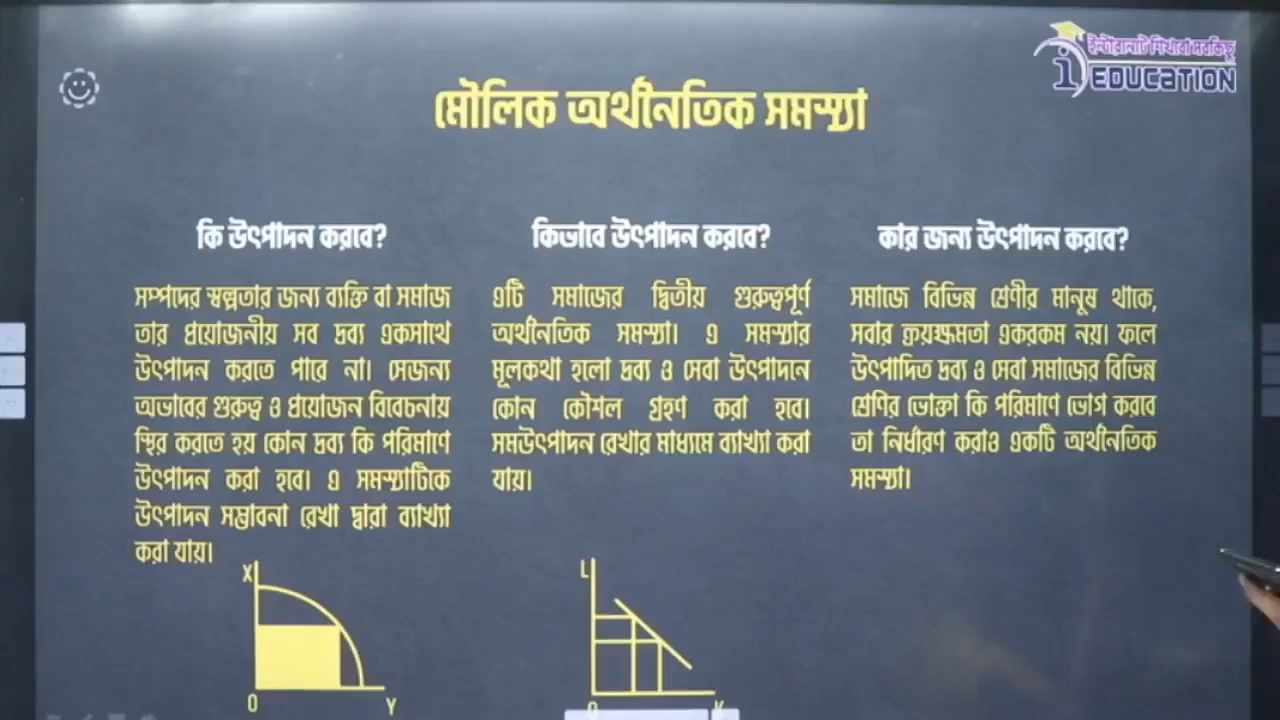 ইন্টারনেট শিখাবো সবকিছু
i EDUCATION
মৌলিক অর্থনৈতিক সমস্যা
কি উৎপাদন করবে?
সম্পদের স্বল্পতার জন্য ব্যক্তি বা সমাজ
তার প্রয়োজনীয় সব দ্রব্য একসাথে
উৎপাদন করতে পারে না। সেজন্য
অভাবের গুরুত্ব ও প্রয়োজন বিবেচনায়
স্থির করতে হয় কোন দ্রব্য কি পরিমাণে
উৎপাদন করা হবে। এ সমস্যাটিকে
উৎপাদন সম্ভাবনা রেখা দ্বারা ব্যাখ্যা
করা যায়।
X
O
Y
কিভাবে উৎপাদন করবে?
এটি সমাজের দ্বিতীয় গুরুত্বপূর্ণ
অর্থনৈতিক সমস্যা। এ সমস্যার
মূলকথা হলো দ্রব্য ও সেবা উৎপাদনে
কোন কৌশল গ্রহণ করা হবে।
সমউৎপাদন রেখার মাধ্যমে ব্যাখ্যা করা
যায়।
L
কার জন্য উৎপাদন করবে?
সমাজে বিভিন্ন শ্রেণীর মানুষ থাকে,
সবার ক্রয়ক্ষমতা একরকম নয়। ফলে
উৎপাদিত দ্রব্য ও সেবা সমাজের বিভিন্ন
শ্রেণির ভোক্তা কি পরিমাণে ভোগ করবে
তা নির্ধারণ করাও একটি অর্থনৈতিক
সমস্যা।